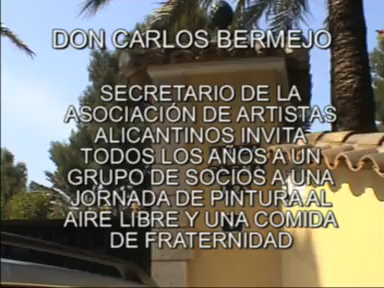 DON CARLOS BERMEJO
SECRETARIO DE LA
ASOCIACIÓN DE ARTISTAS
ALICANTINOS INVITA
TODOS LOS AÑOS A UN
GRUPO DE SOCIOS A UNA
JORNADA DE PINTURA AL
AIRE LIBRE Y UNA COMIDA
DE FRATERNIDAD